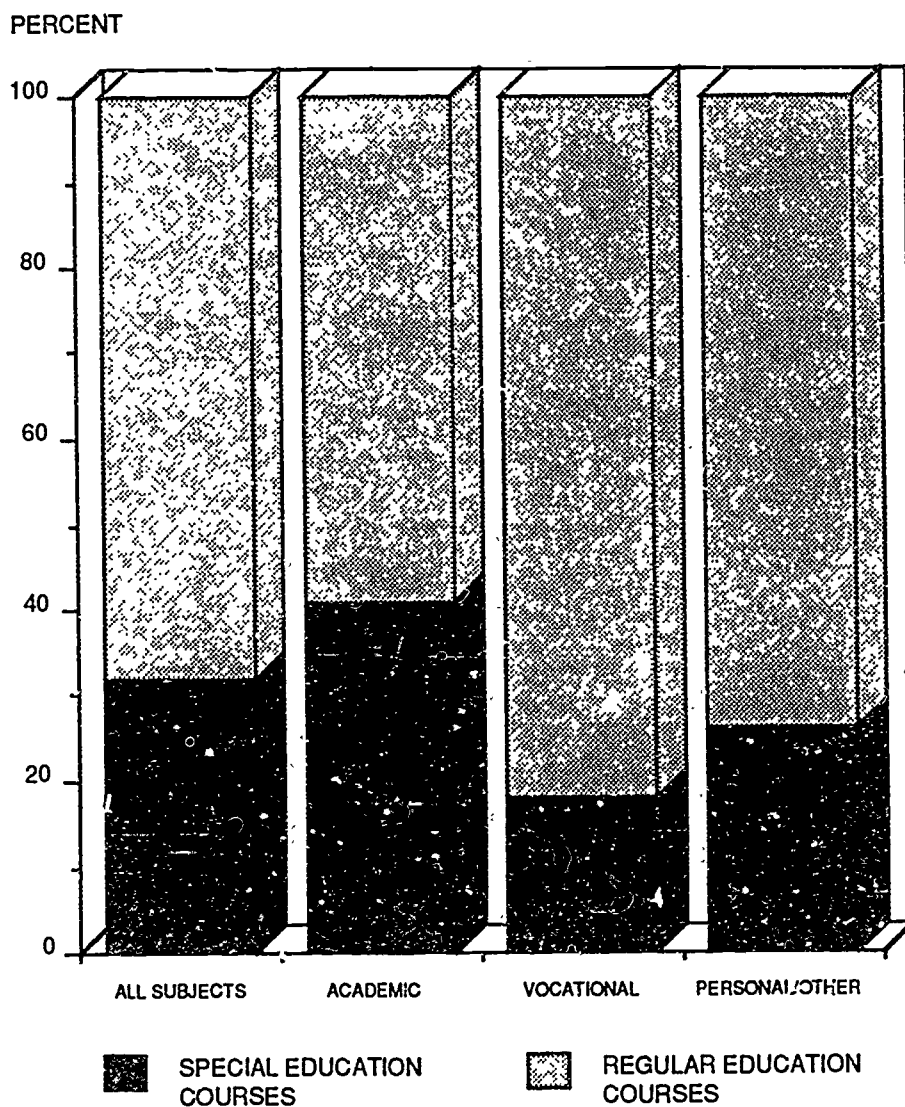 PERCENT
100
80
60
40
20
0
ALL SUBJECTS
ACADEMIC
VOCATIONAL
PERSONAL/OTHER
SPECIAL EDUCATION
COURSES
REGULAR EDUCATION
COURSES